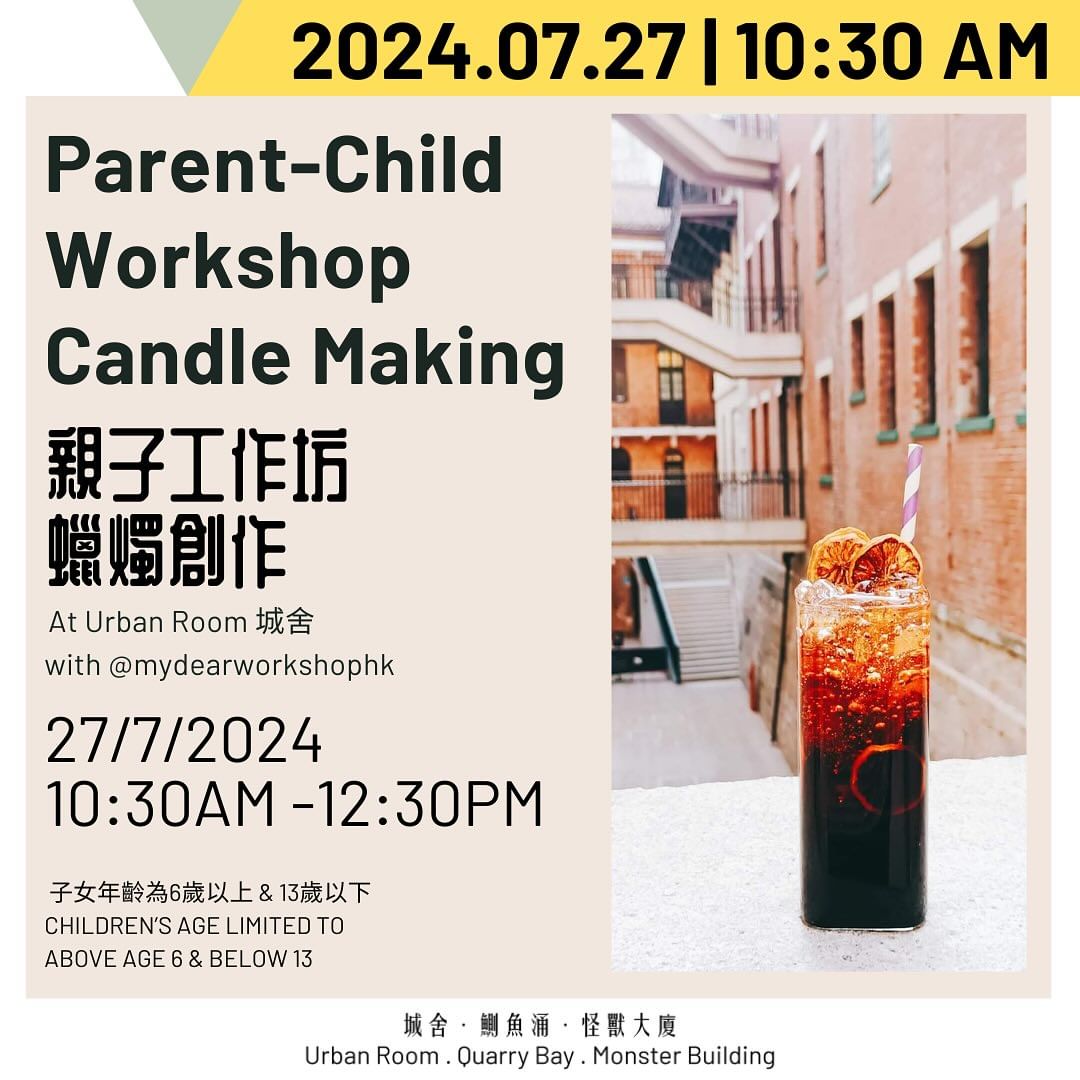 2024.07.27 | 10:30 AM
Parent-Child
Workshop
Candle Making
親子工作坊
蠟燭創作
At Urban Room 城舍
with @mydearworkshophk
27/7/2024
10:30AM -12:30PM
子女年齡為6歲以上 & 13歲以下
CHILDREN'S AGE LIMITED TO
ABOVE AGE 6 & BELOW 13
城舍 · 鰂魚涌 · 怪獸大廈
Urban Room . Quarry Bay . Monster Building